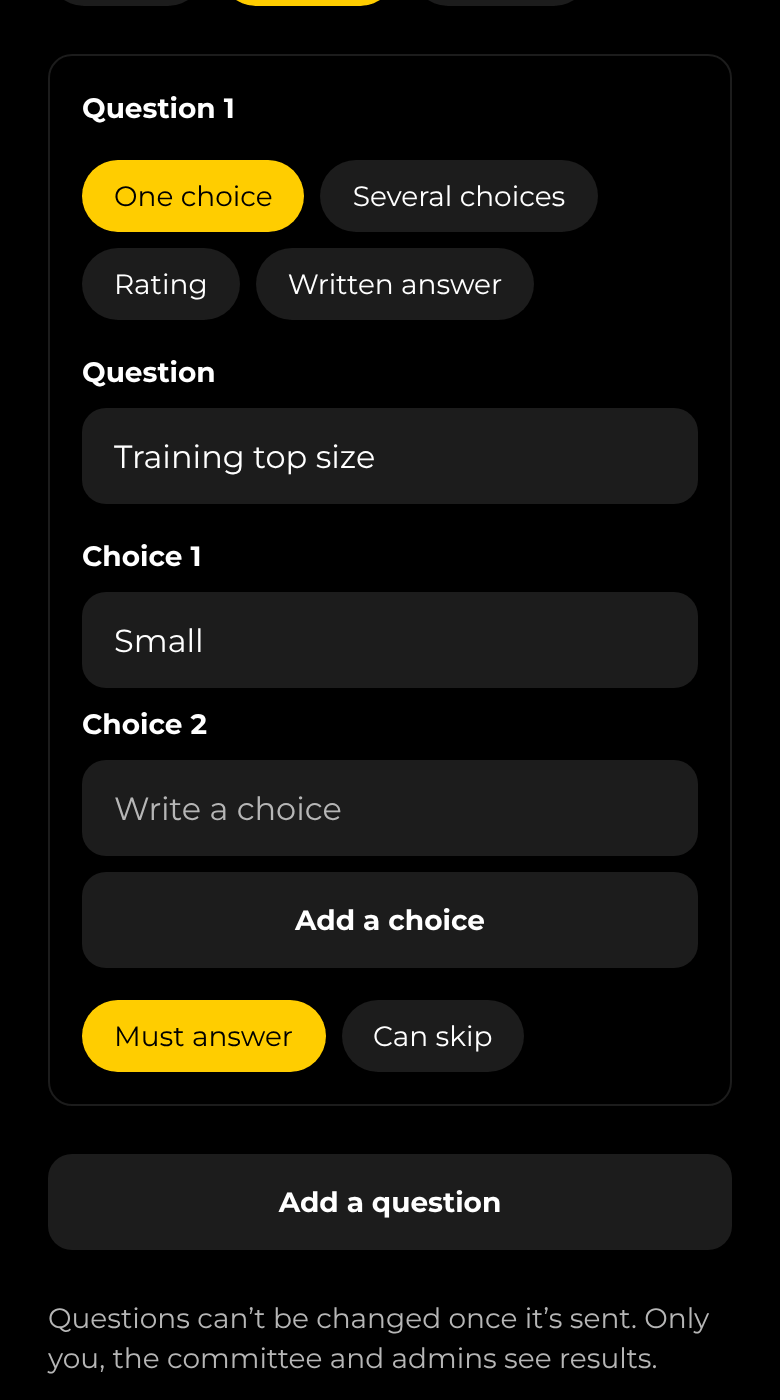 Question 1
One choice
Several choices
Rating
Written answer
Question
Training top size
Choice 1
Small
Choice 2
Write a choice
Add a choice
Must answer
Can skip
Add a question
Questions can’t be changed once it’s sent. Only
you, the committee and admins see results.